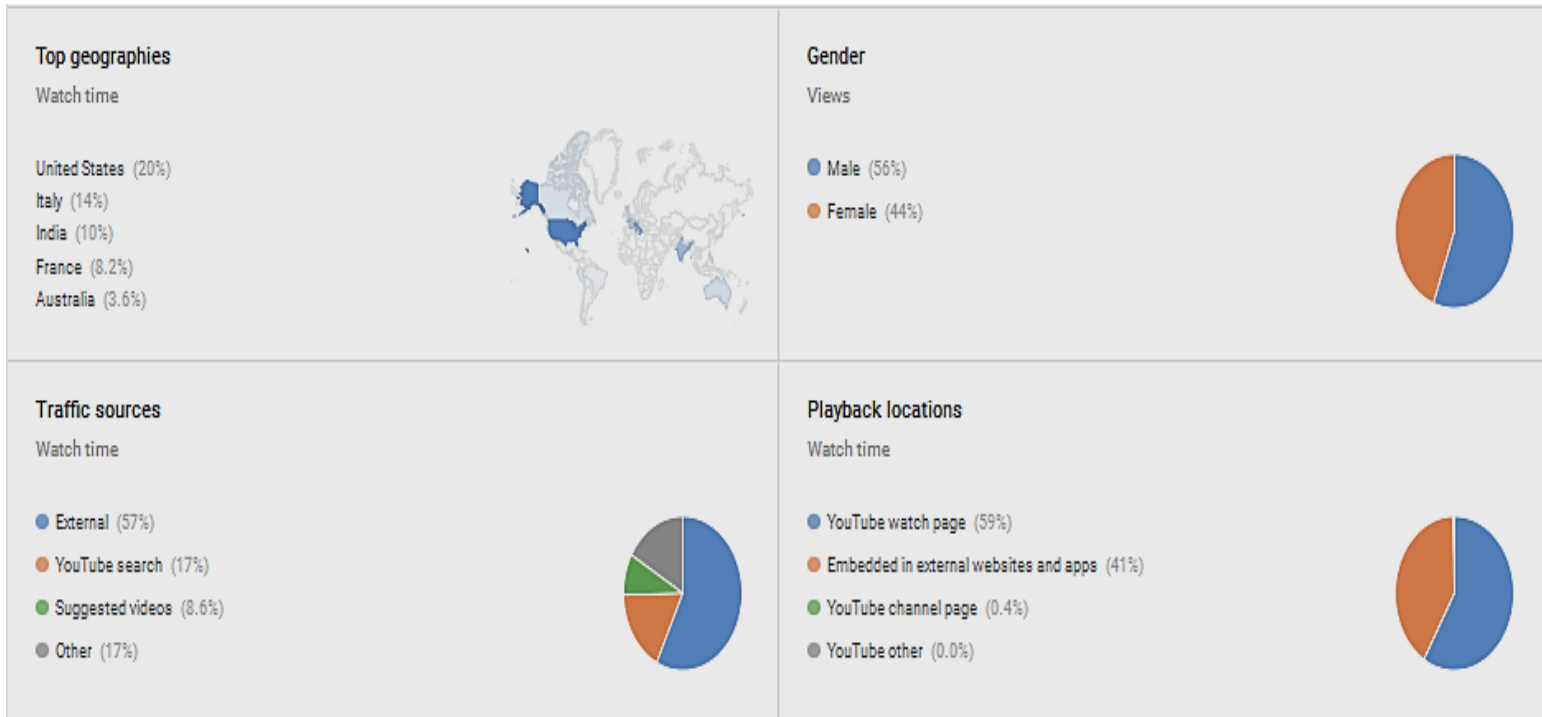 Top geographies
Watch time
United States (20%)
Italy (14%)
India (10%)
France (8.2%)
Australia (3.6%)
Gender
Views
Male (56%)
Female (44%)
Traffic sources
Watch time
External (57%)
YouTube search (17%)
Suggested videos (8.6%)
Other (17%)
Playback locations
Watch time
YouTube watch page (59%)
Embedded in external websites and apps (41%)
YouTube channel page (0.4%)
YouTube other (0.0%)